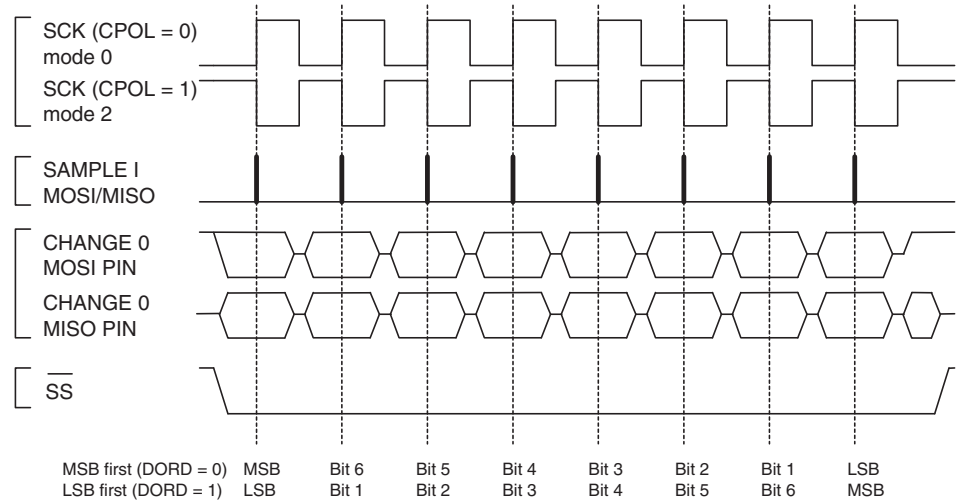 SCK (CPOL = 0)
mode 0
SCK (CPOL = 1)
mode 2
SAMPLE I
MOSI/MISO
CHANGE 0
MOSI PIN
CHANGE 0
MISO PIN
SS
MSB first (DORD = 0) MSB Bit 6 Bit 5 Bit 4 Bit 3 Bit 2 Bit 1 LSB
LSB first (DORD = 1) LSB Bit 1 Bit 2 Bit 3 Bit 4 Bit 5 Bit 6 MSB